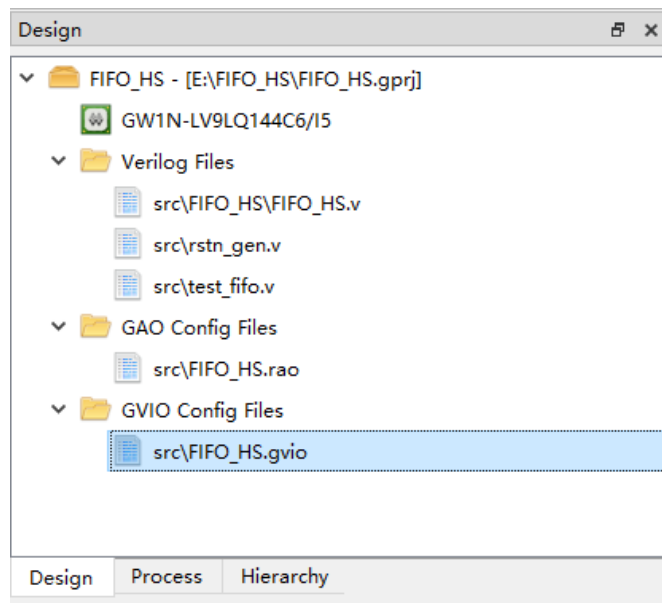 Design
FIFO_HS - [E:\FIFO_HS\FIFO_HS.gprj]
GW1N-LV9LQ144C6/I5
Verilog Files
src\FIFO_HS\FIFO_HS.v
src\rstn_gen.v
src\test_fifo.v
GAO Config Files
src\FIFO_HS.rao
GVIO Config Files
src\FIFO_HS.gvio
Design Process Hierarchy